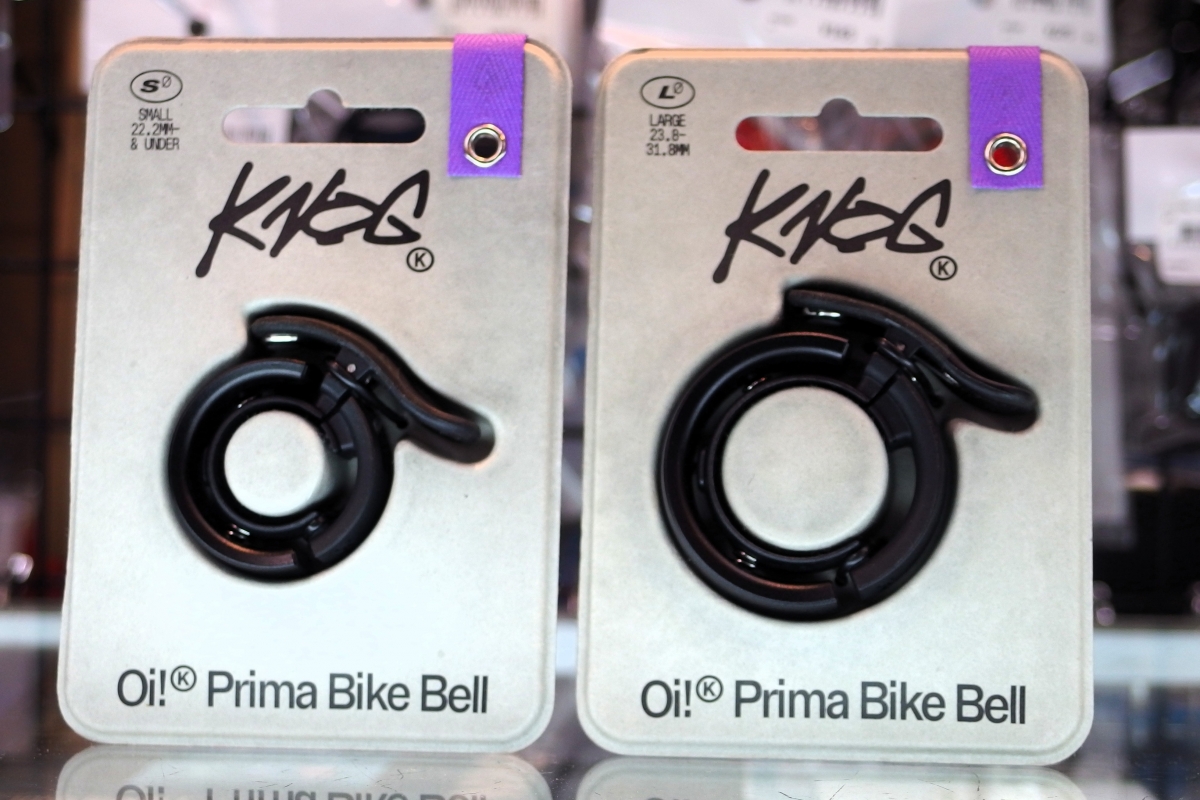 S⌀
SMALL
22.2MM-
& UNDER
KNOG
K
Oi!Ⓚ Prima Bike Bell
L⌀
LARGE
23.8-
31.8MM
KNOG
K
Oi!Ⓚ Prima Bike Bell